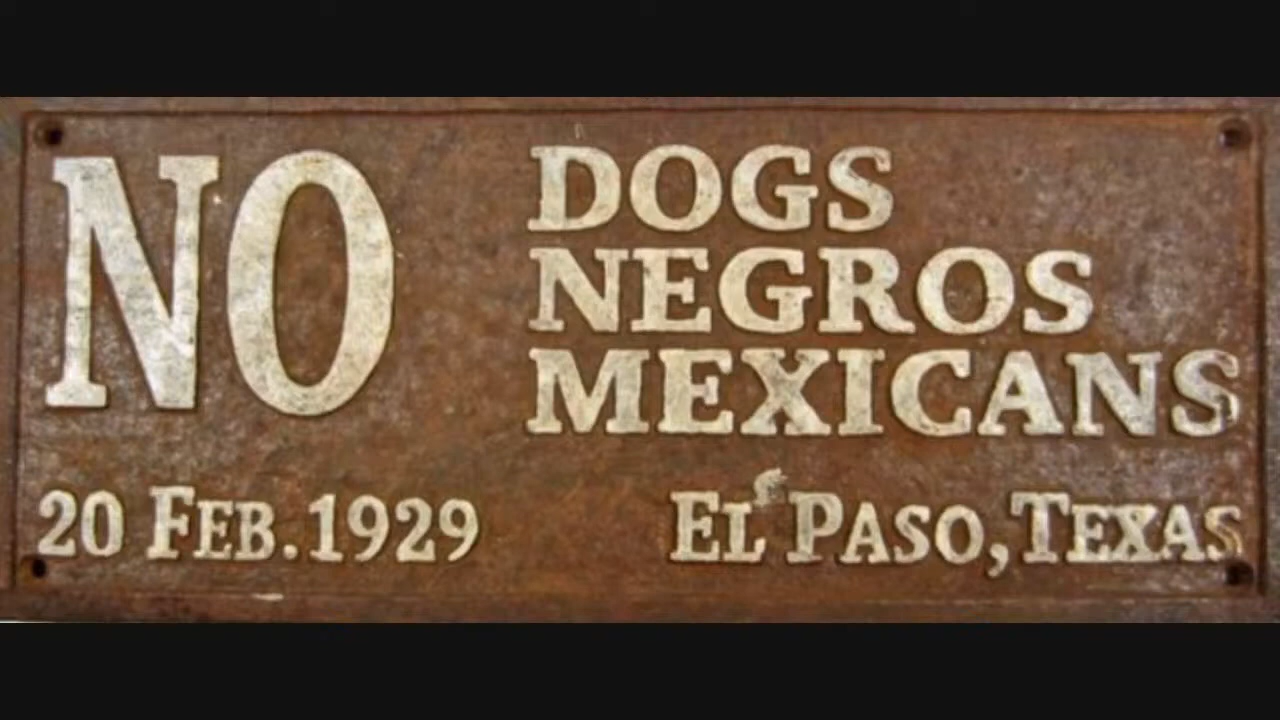 NO
DOGS
NEGROS
MEXICANS
20 FEB. 1929
EL PASO, TEXAS